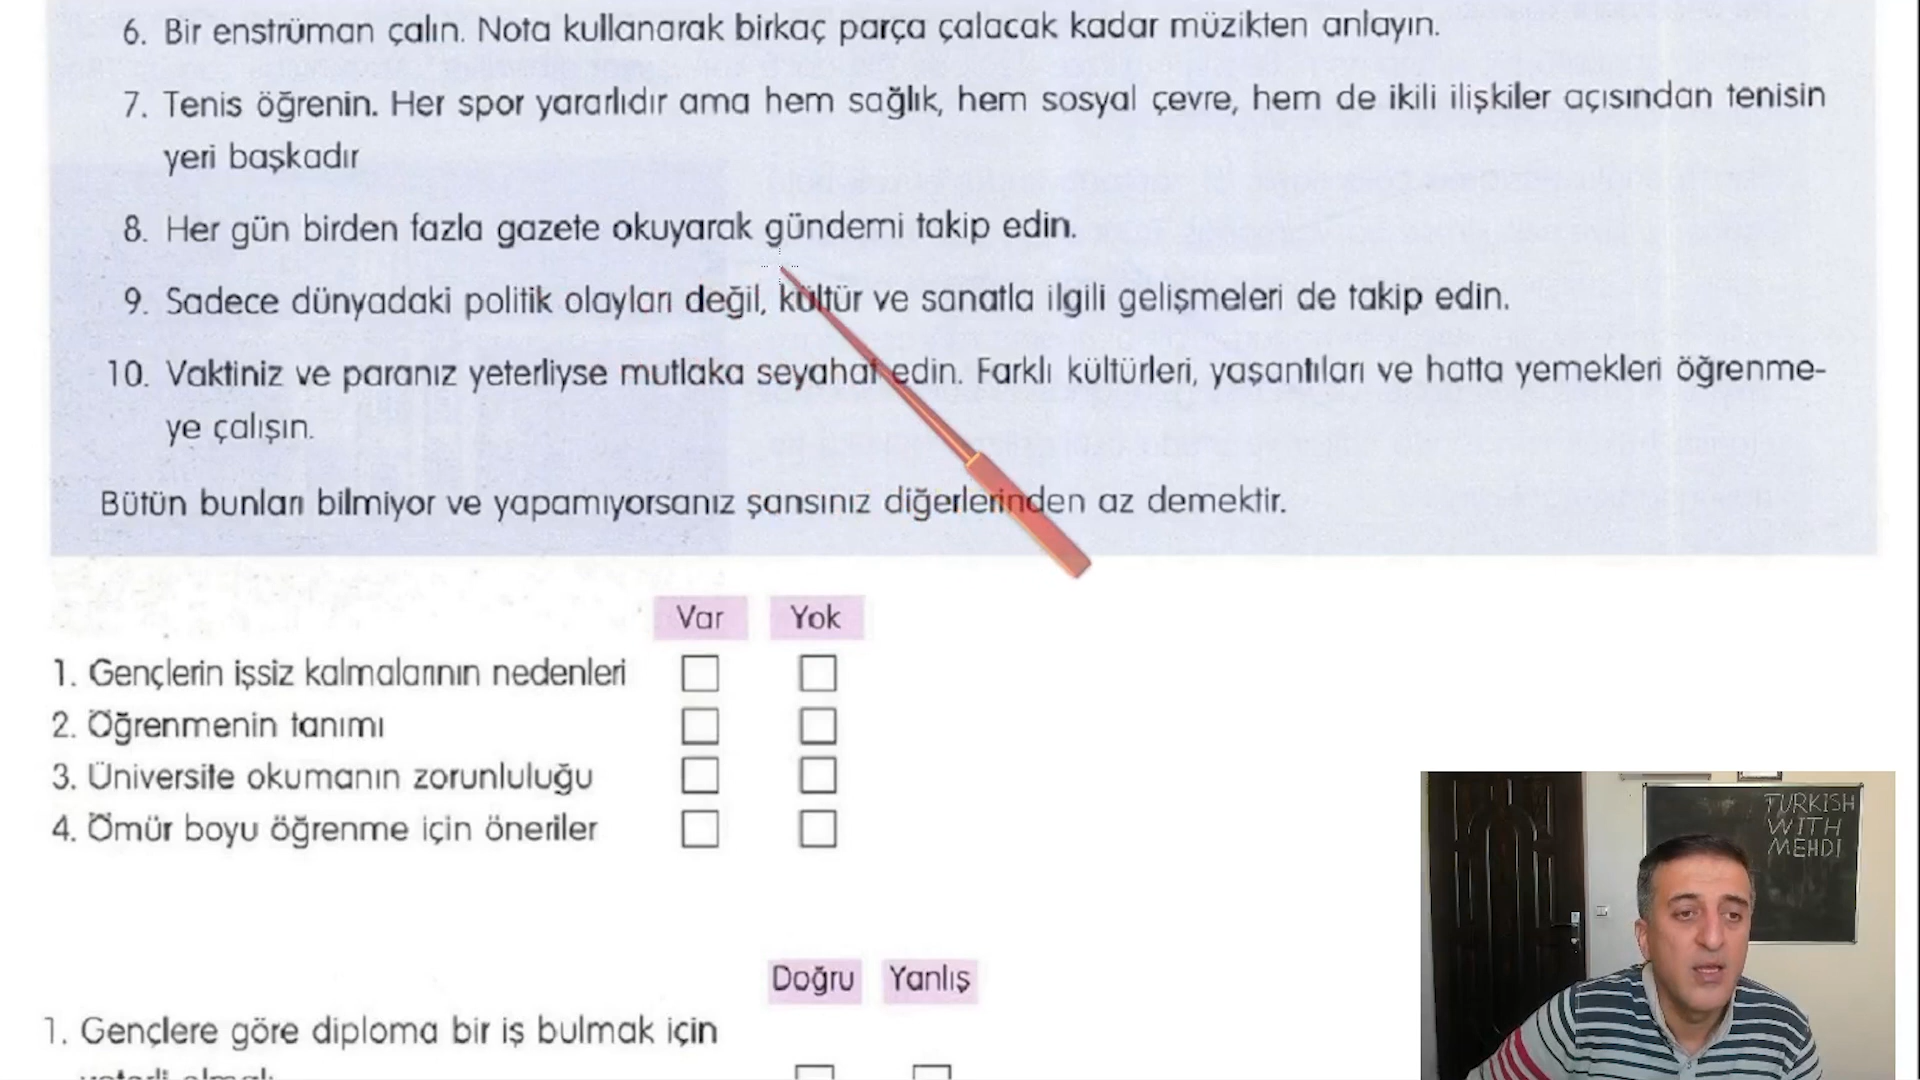 6. Bir enstrüman çalın. Nota kullanarak birkaç parça çalacak kadar müzikten anlayın.
7. Tenis öğrenin. Her spor yararlıdır ama hem sağlık, hem sosyal çevre, hem de ikili ilişkiler açısından tenisin
yeri başkadır
8. Her gün birden fazla gazete okuyarak gündemi takip edin.
9. Sadece dünyadaki politik olayları değil, kültür ve sanatla ilgili gelişmeleri de takip edin.
10. Vaktiniz ve paranız yeterliyse mutlaka seyahat edin. Farklı kültürleri, yaşantıları ve hatta yemekleri öğrenme-
ye çalışın.
Bütün bunları bilmiyor ve yapamıyorsanız şansınız diğerlerinden az demektir.
Var Yok
1. Gençlerin işsiz kalmalarının nedenleri
2. Öğrenmenin tanımı
3. Üniversite okumanın zorunluluğu
4. Ömür boyu öğrenme için öneriler
Doğru Yanlış
1. Gençlere göre diploma bir iş bulmak için
TURKISH
WITH
MEHDI